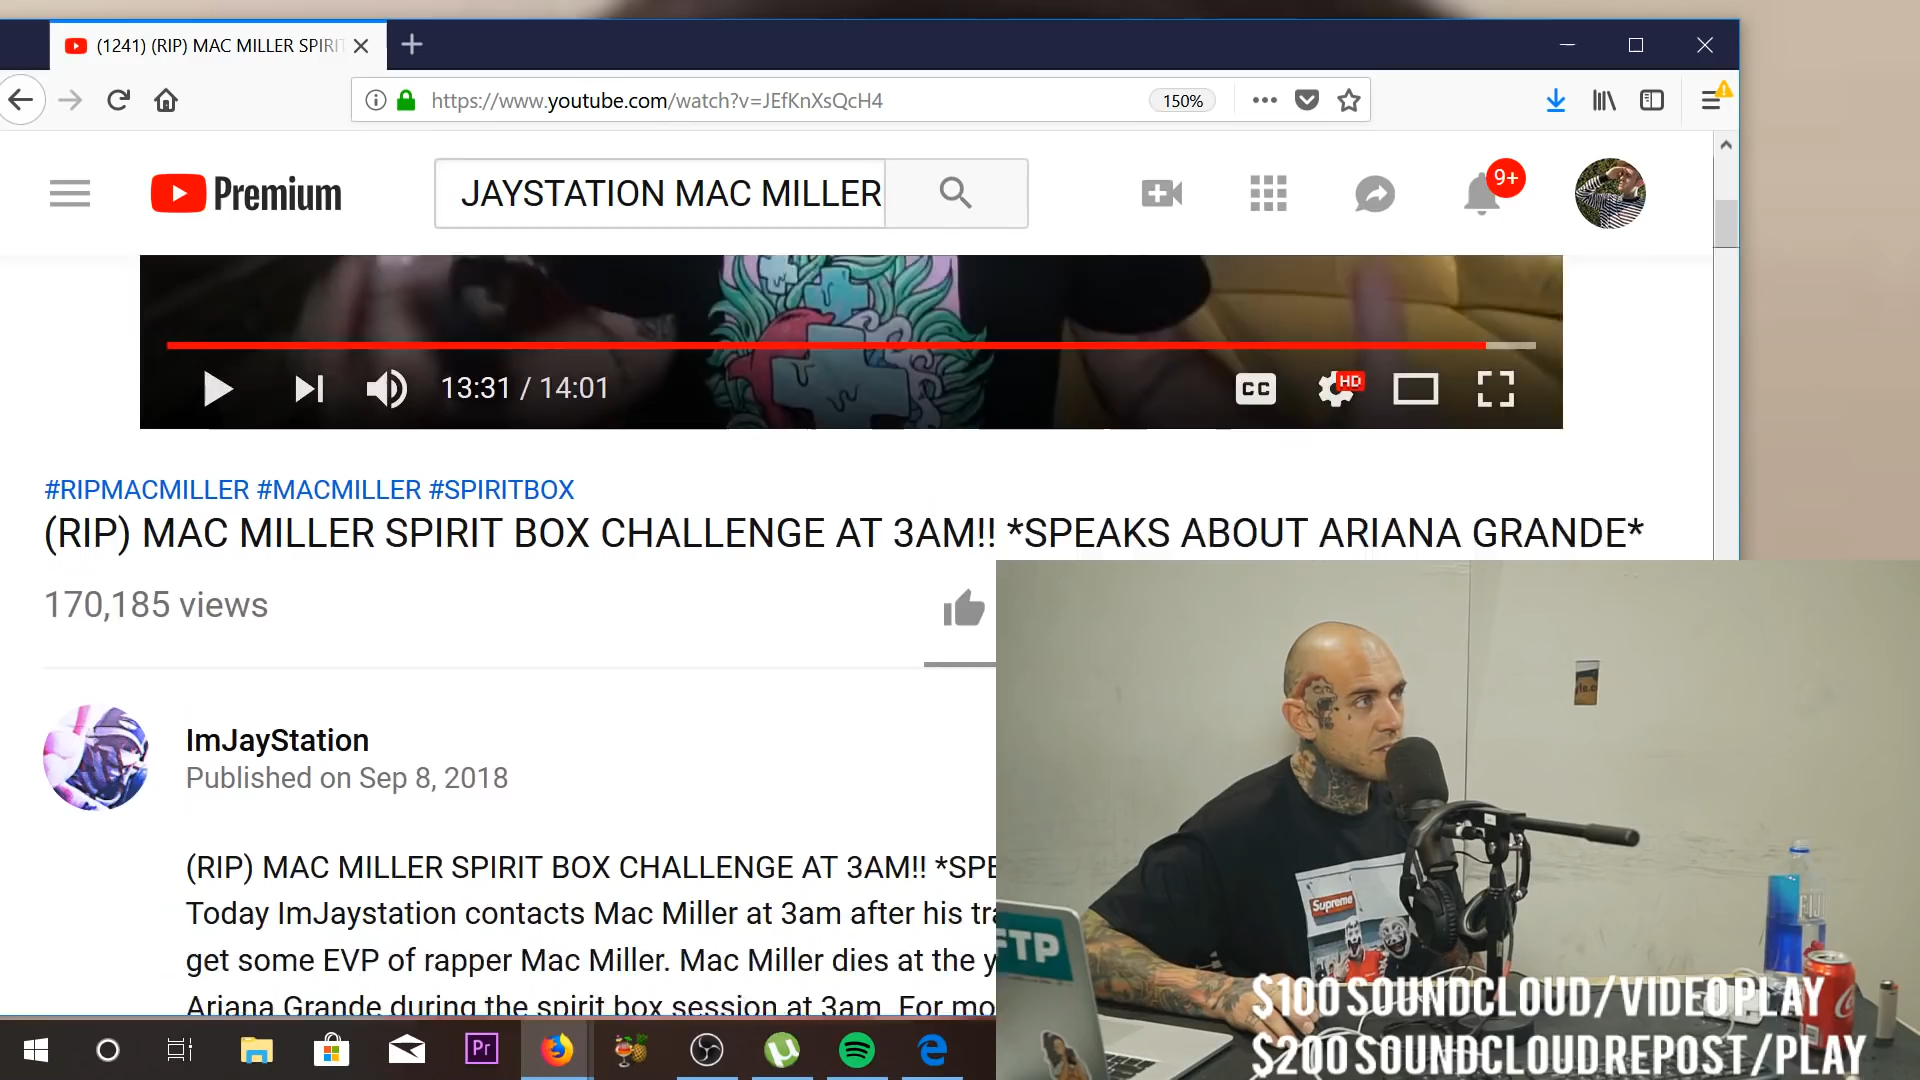 (1241) (RIP) MAC MILLER SPIRIT
https://www.youtube.com/watch?v=JEfKnXsQcH4
150%
Premium
JAYSTATION MAC MILLER
9+
13:31 / 14:01
CC
HD
#RIPMACMILLER #MACMILLER #SPIRITBOX
(RIP) MAC MILLER SPIRIT BOX CHALLENGE AT 3AM!! *SPEAKS ABOUT ARIANA GRANDE*
170,185 views
ImJayStation
Published on Sep 8, 2018
(RIP) MAC MILLER SPIRIT BOX CHALLENGE AT 3AM!! *SPE
Today ImJaystation contacts Mac Miller at 3am after his tra
get some EVP of rapper Mac Miller. Mac Miller dies at the y
Ariana Grande during the spirit box session at 3am. For mo
Supreme
FTP
FIJI
$100 SOUNDCLOUD/VIDEO PLAY
$200 SOUNDCLOUD REPOST/PLAY
Pr